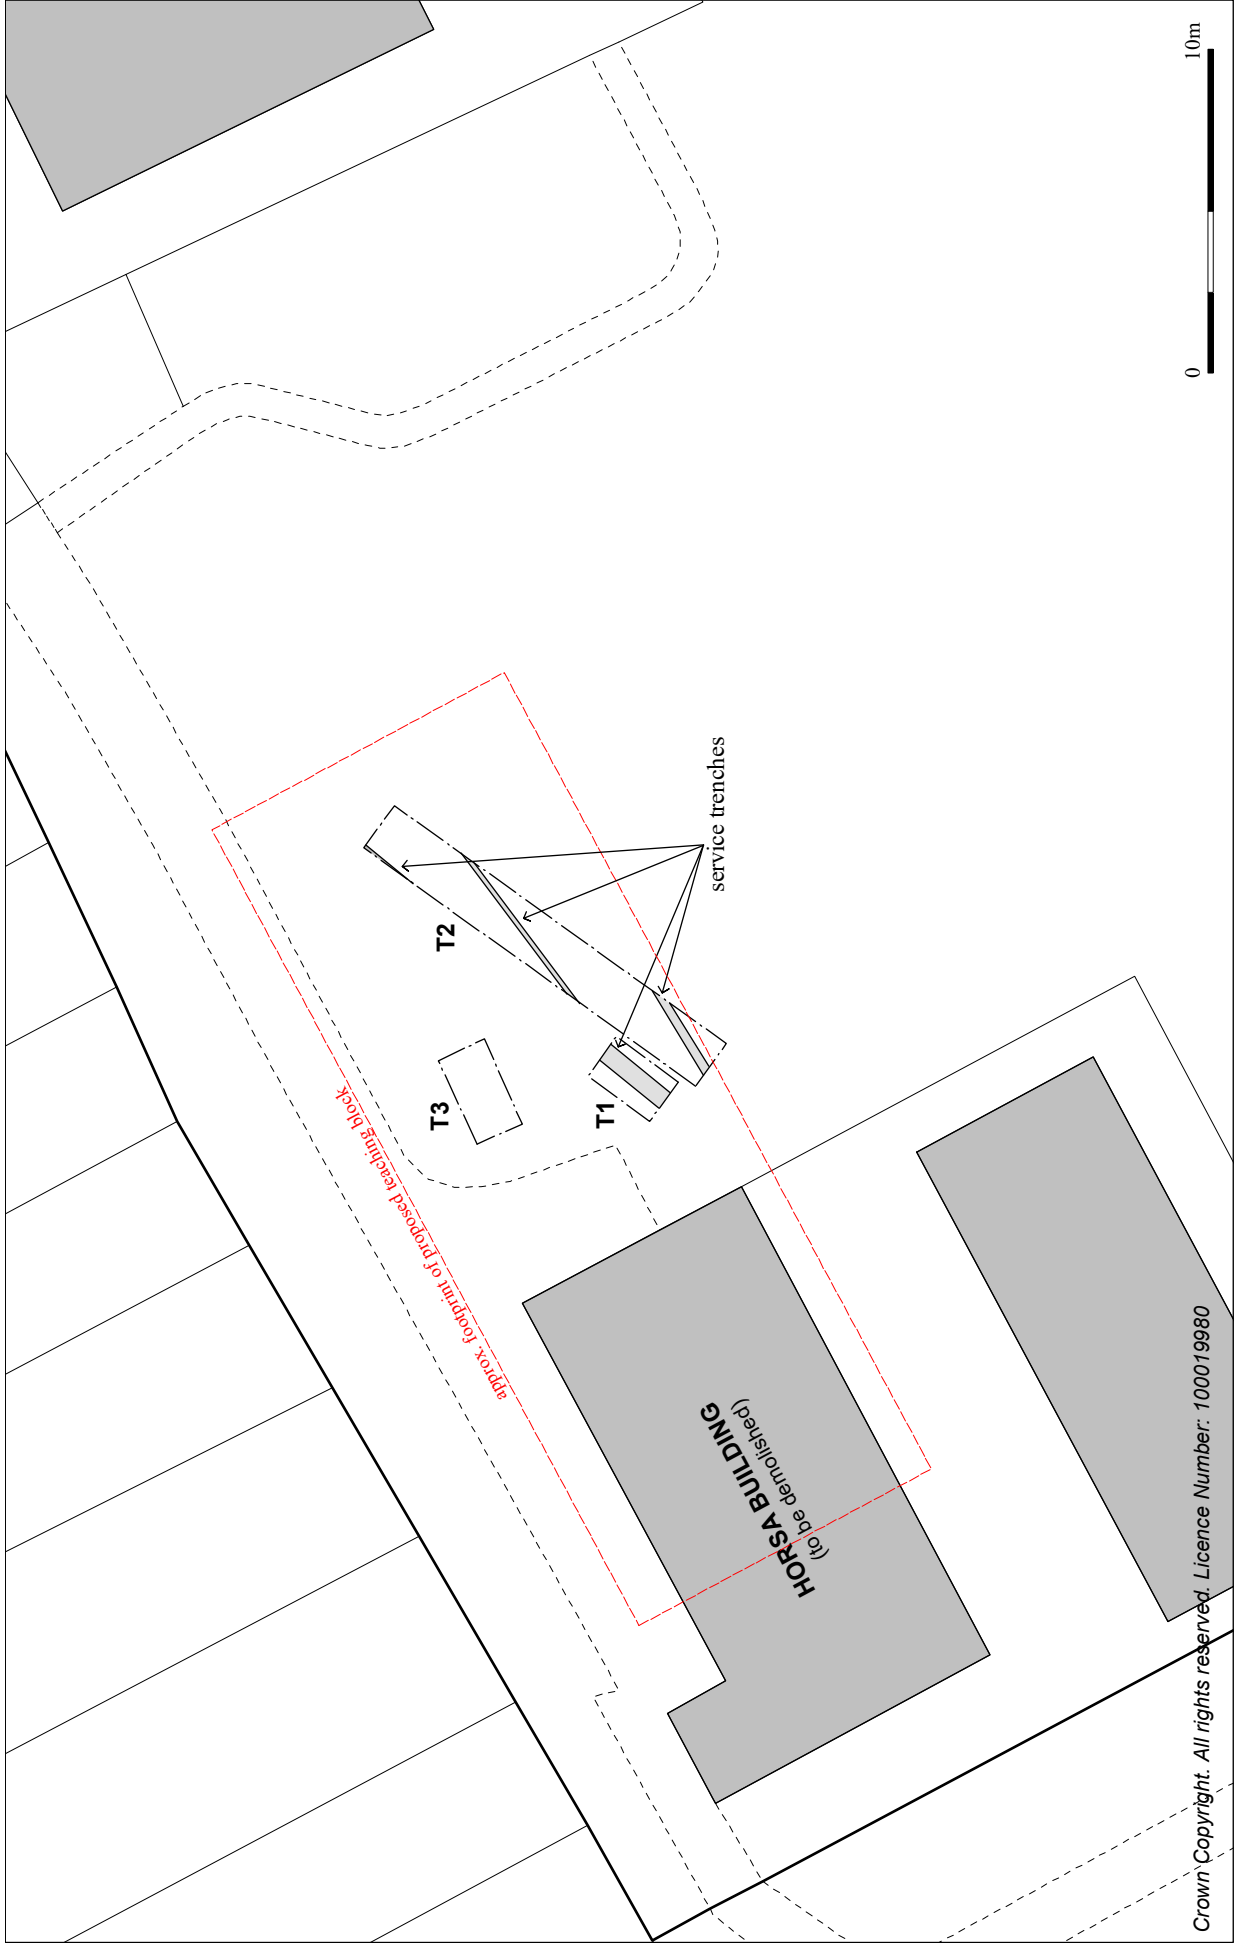 approx. footprint of proposed teaching block
T3
T2
T1
service trenches
HORSA BUILDING
(to be demolished)
0
10m
Crown Copyright. All rights reserved. Licence Number: 100019980